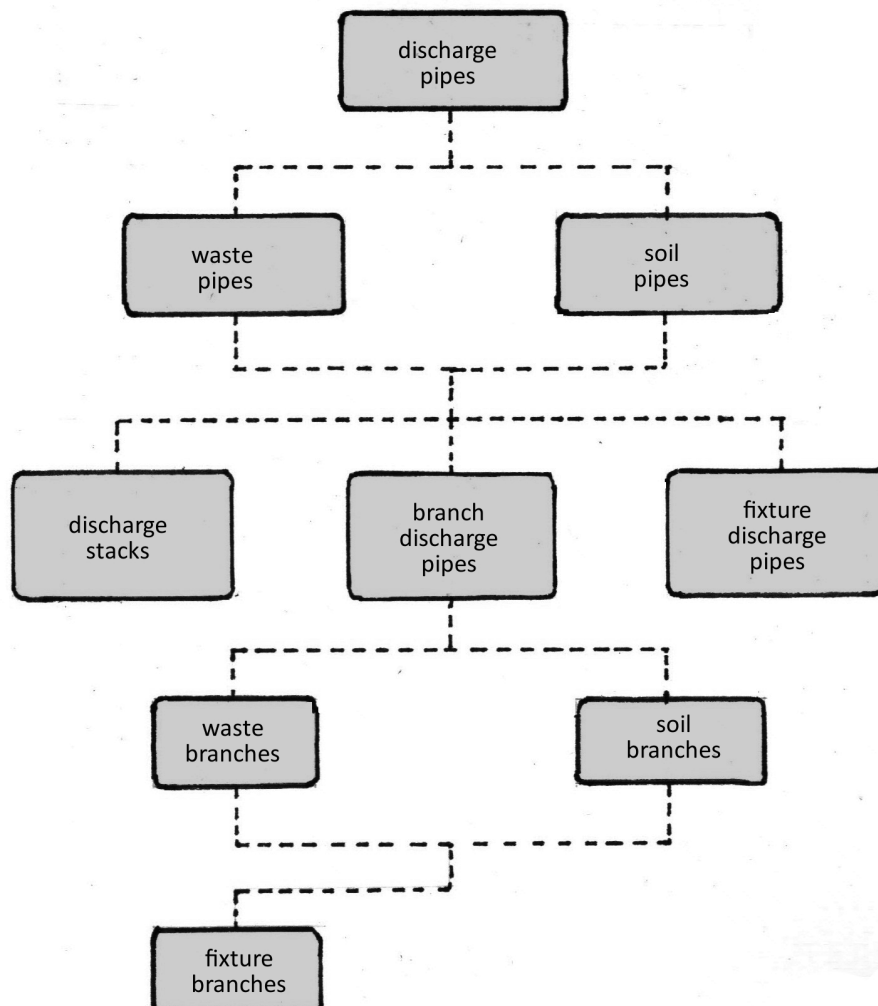 discharge
pipes
waste
pipes
soil
pipes
discharge
stacks
branch
discharge
pipes
fixture
discharge
pipes
waste
branches
soil
branches
fixture
branches